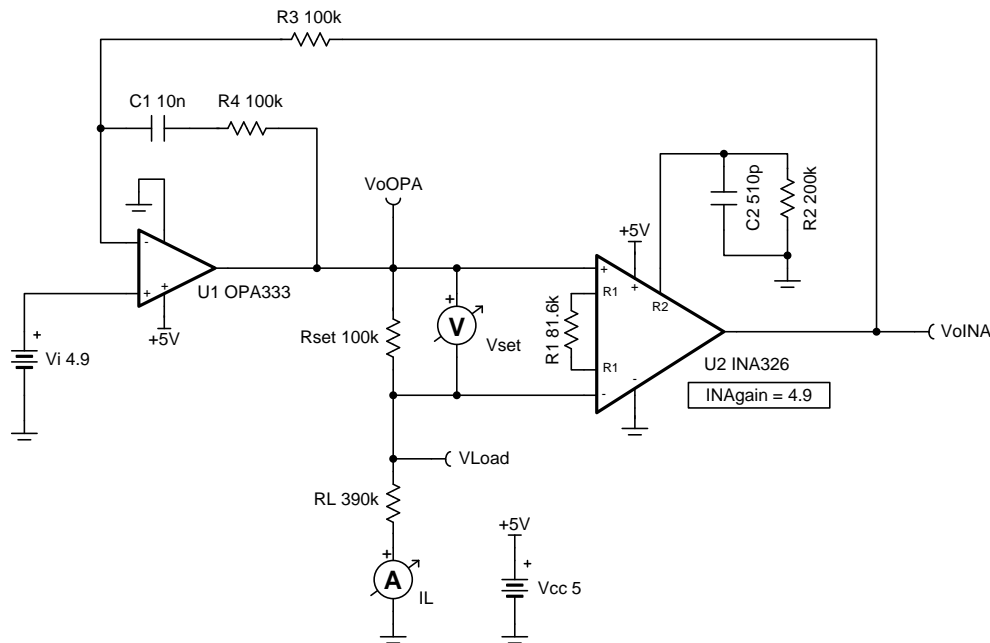 R3 100k
C1 10n
R4 100k
VoOPA
C2 510p
R2 200k
+5V
-
+
+
U1 OPA333
+5V
+
Vi 4.9
Rset 100k
+
V
Vset
+
R1
R1 81.6k
R1
-
+
R2
-
VoINA
U2 INA326
INAgain = 4.9
VLoad
RL 390k
+
A
IL
+5V
+
Vcc 5